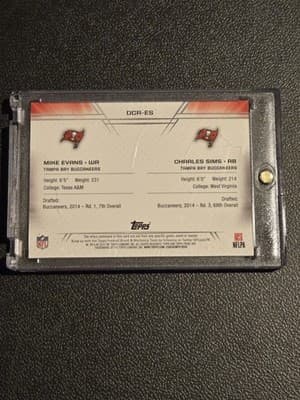 DCR-ES
MIKE EVANS • WR
TAMPA BAY BUCCANEERS
Height: 6'5" Weight: 231
College: Texas A&M
Drafted:
Buccaneers, 2014 – Rd. 1, 7th Overall
CHARLES SIMS • RB
TAMPA BAY BUCCANEERS
Height: 6'0" Weight: 214
College: West Virginia
Drafted:
Buccaneers, 2014 – Rd. 3, 69th Overall
Topps
NFL
NFLPA